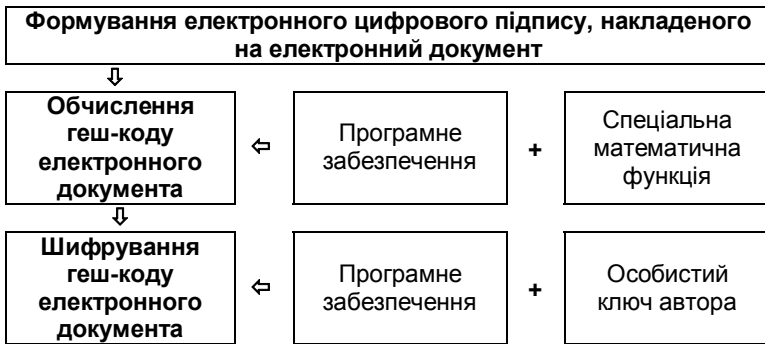 Формування електронного цифрового підпису, накладеного
на електронний документ
⇩
Обчислення
геш-коду
електронного
документа
⇦
Програмне
забезпечення
+
Спеціальна
математична
функція
⇩
Шифрування
геш-коду
електронного
документа
⇦
Програмне
забезпечення
+
Особистий
ключ автора